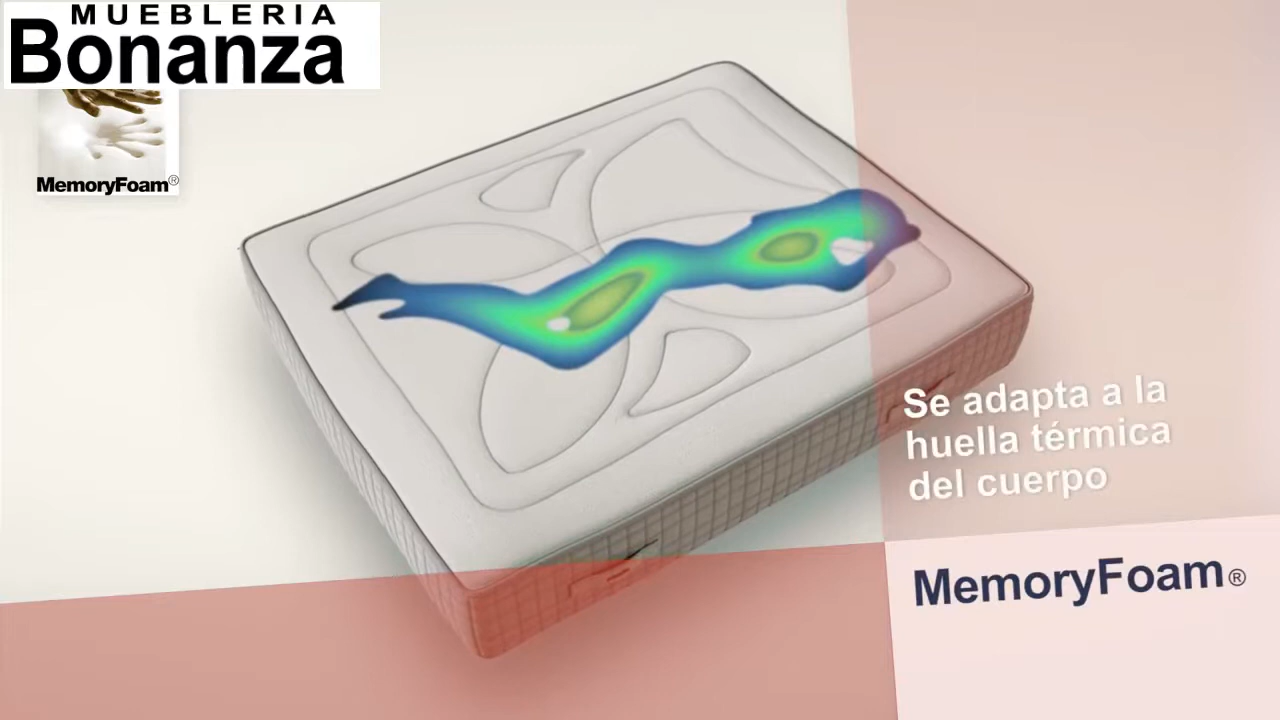 MUEBLERIA
Bonanza
MemoryFoam®
Se adapta a la
huella térmica
del cuerpo
MemoryFoam®